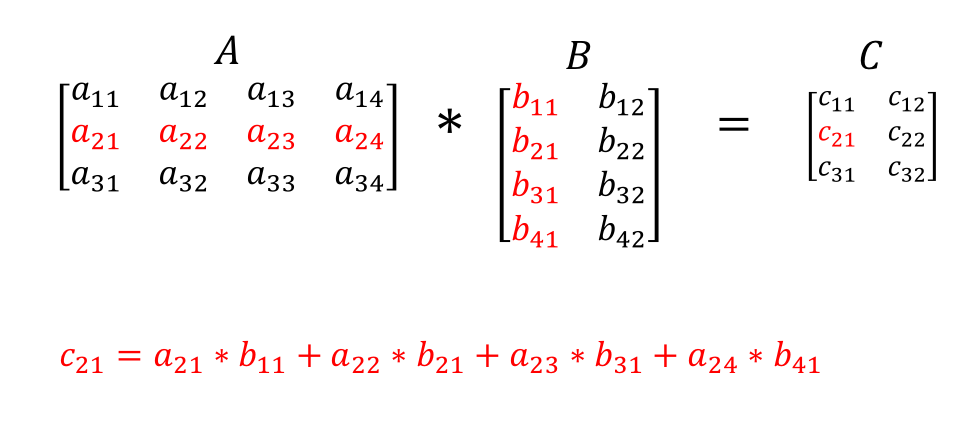 A B C
a₁₁ a₁₂ a₁₃ a₁₄
a₂₁ a₂₂ a₂₃ a₂₄
a₃₁ a₃₂ a₃₃ a₃₄
*
b₁₁ b₁₂
b₂₁ b₂₂
b₃₁ b₃₂
b₄₁ b₄₂
=
c₁₁ c₁₂
c₂₁ c₂₂
c₃₁ c₃₂
c₂₁ = a₂₁ * b₁₁ + a₂₂ * b₂₁ + a₂₃ * b₃₁ + a₂₄ * b₄₁